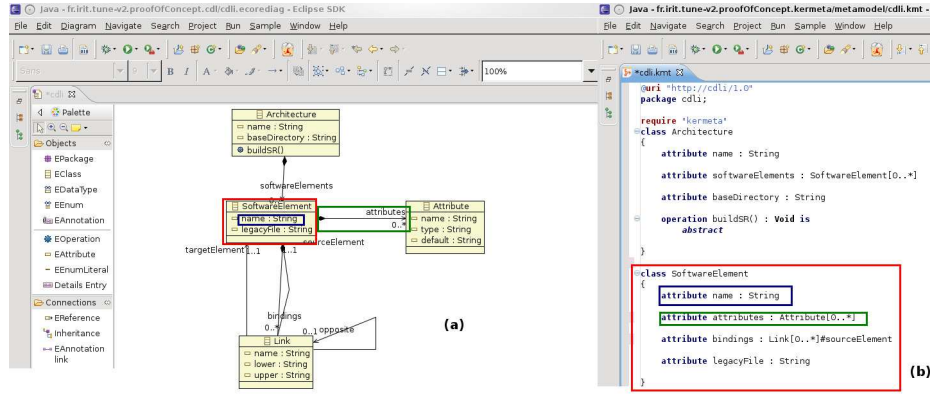 Java - fr.irit.tune-v2.proofOfConcept.cdl/cdli.ecorediag - Eclipse SDK
File Edit Diagram Navigate Search Project Run Sample Window Help
Sans 9 B I A 100%
*cdli
Palette
Objects
EPackage
EClass
EDataType
EEnum
EAnnotation
EOperation
EAttribute
EEnumLiteral
Details Entry
Connections
EReference
Inheritance
EAnnotation
link
Architecture
name : String
baseDirectory : String
buildSR()
softwareElements
0..*
SoftwareElement
name : String
legacyFile : String
attributes
0..*
Attribute
name : String
type : String
default : String
sourceElement
targetElement 1..1
1..1
bindings
0..*
0..1 opposite
Link
name : String
lower : String
upper : String
(a)
Java - fr.irit.tune-v2.proofOfConcept.kermeta/metamodel/cdli.kmt -
File Edit Navigate Search Project Run Sample Window Help
*cdli.kmt
@uri "http://cdli/1.0"
package cdli;
require "kermeta"
class Architecture
{
attribute name : String
attribute softwareElements : SoftwareElement[0..*]
attribute baseDirectory : String
operation buildSR() : Void is
abstract
}
class SoftwareElement
{
attribute name : String
attribute attributes : Attribute[0..*]
attribute bindings : Link[0..*]#sourceElement
attribute legacyFile : String
}
(b)